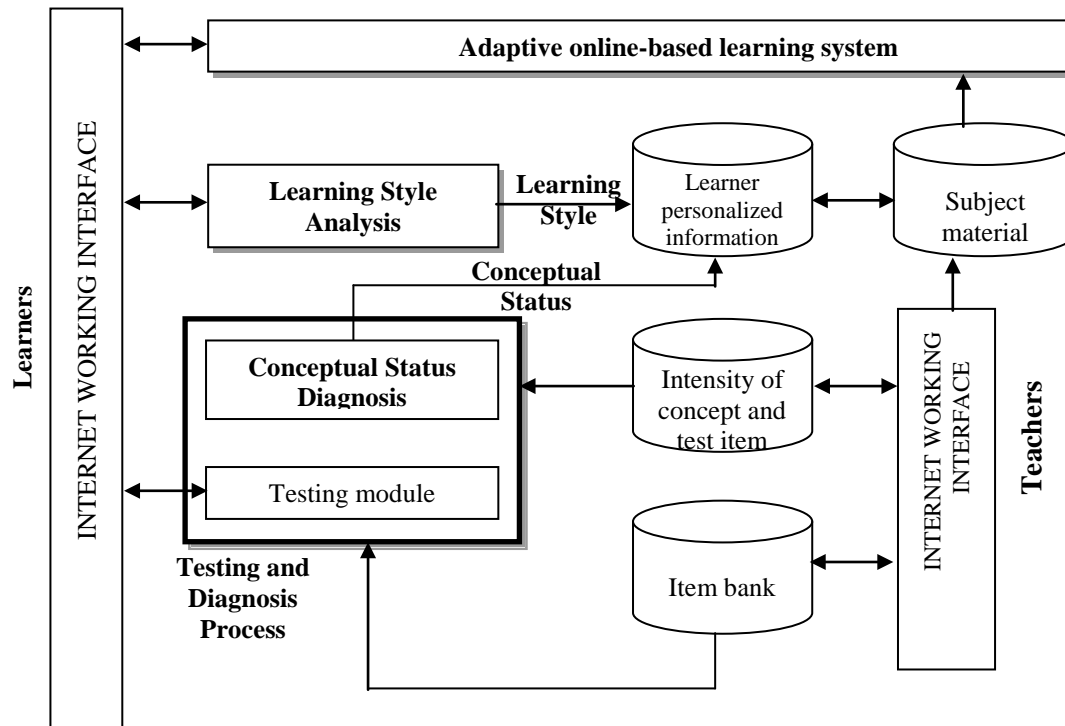 Adaptive online-based learning system
Learners
INTERNET WORKING INTERFACE
Learning Style
Analysis
Learning
Style
Learner
personalized
information
Subject
material
Conceptual
Status
Conceptual Status
Diagnosis
Testing module
Testing and
Diagnosis
Process
Intensity of
concept and
test item
Item bank
INTERNET WORKING
INTERFACE
Teachers